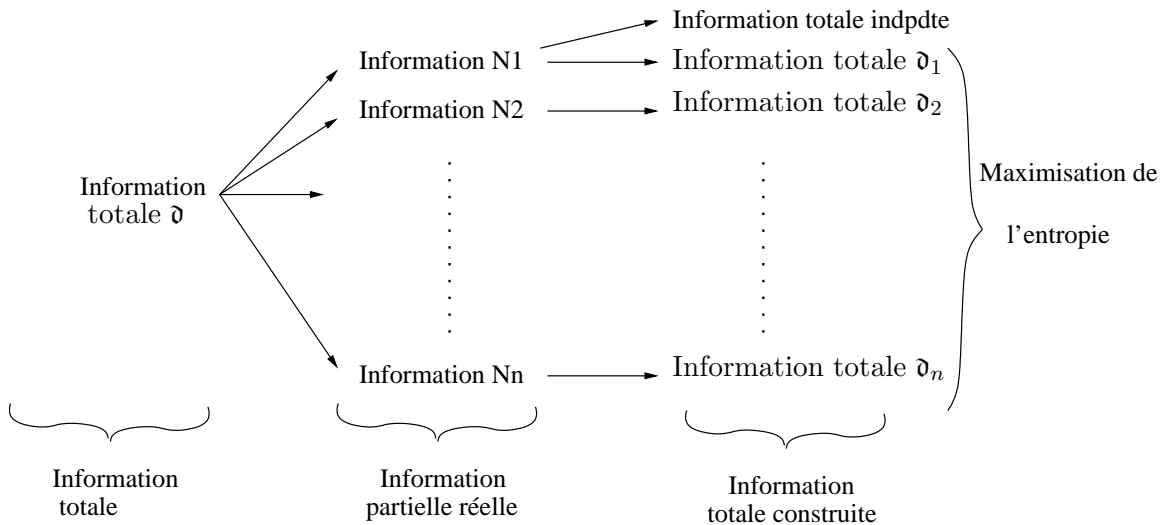 Information totale indpdte
Information N1
Information totale 𝔡₁
Information N2
Information totale 𝔡₂
Information
totale 𝔡
Maximisation de
l'entropie
Information Nn
Information totale 𝔡ₙ
Information
totale
Information
partielle réelle
Information
totale construite